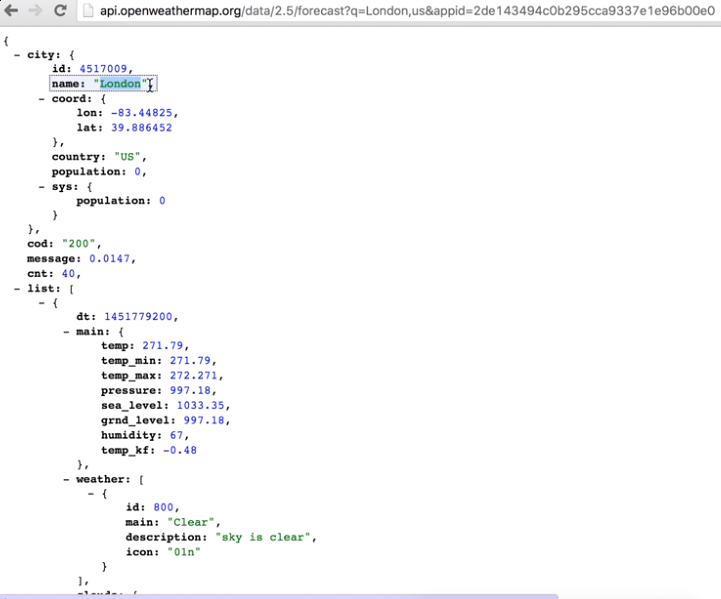 api.openweathermap.org/data/2.5/forecast?q=London,us&appid=2de143494c0b295cca9337e1e96b00e0
{
- city: {
id: 4517009,
name: "London",
- coord: {
lon: -83.44825,
lat: 39.886452
},
country: "US",
population: 0,
- sys: {
population: 0
}
},
cod: "200",
message: 0.0147,
cnt: 40,
- list: [
- {
dt: 1451779200,
- main: {
temp: 271.79,
temp_min: 271.79,
temp_max: 272.271,
pressure: 997.18,
sea_level: 1033.35,
grnd_level: 997.18,
humidity: 67,
temp_kf: -0.48
},
- weather: [
- {
id: 800,
main: "Clear",
description: "sky is clear",
icon: "01n"
}
],